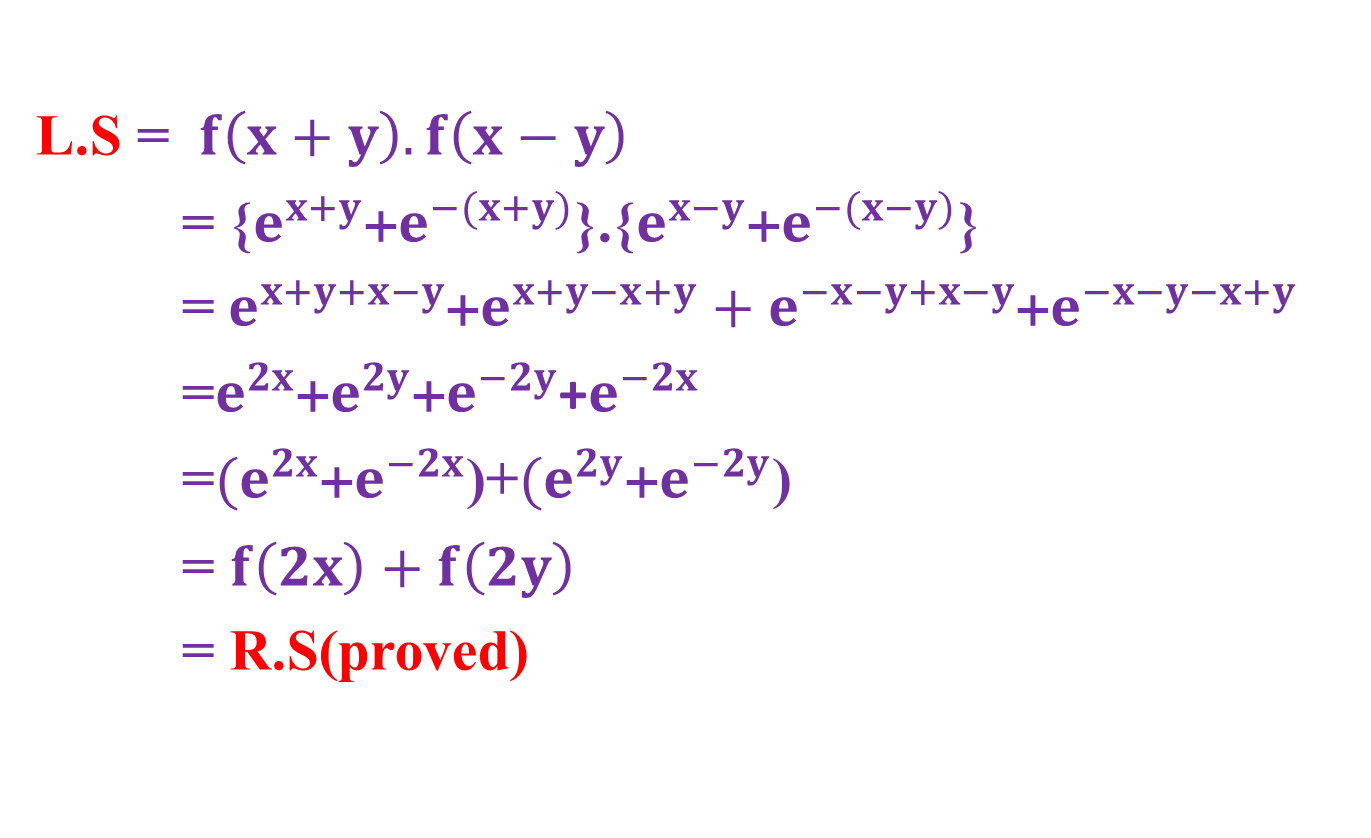 L.S = f(x + y). f(x − y)
= {e^{x+y}+e^{−(x+y)}}.{e^{x−y}+e^{−(x−y)}}
= e^{x+y+x−y}+e^{x+y−x+y} + e^{−x−y+x−y}+e^{−x−y−x+y}
=e^{2x}+e^{2y}+e^{−2y}+e^{−2x}
=(e^{2x}+e^{−2x})+(e^{2y}+e^{−2y})
= f(2x) + f(2y)
= R.S(proved)